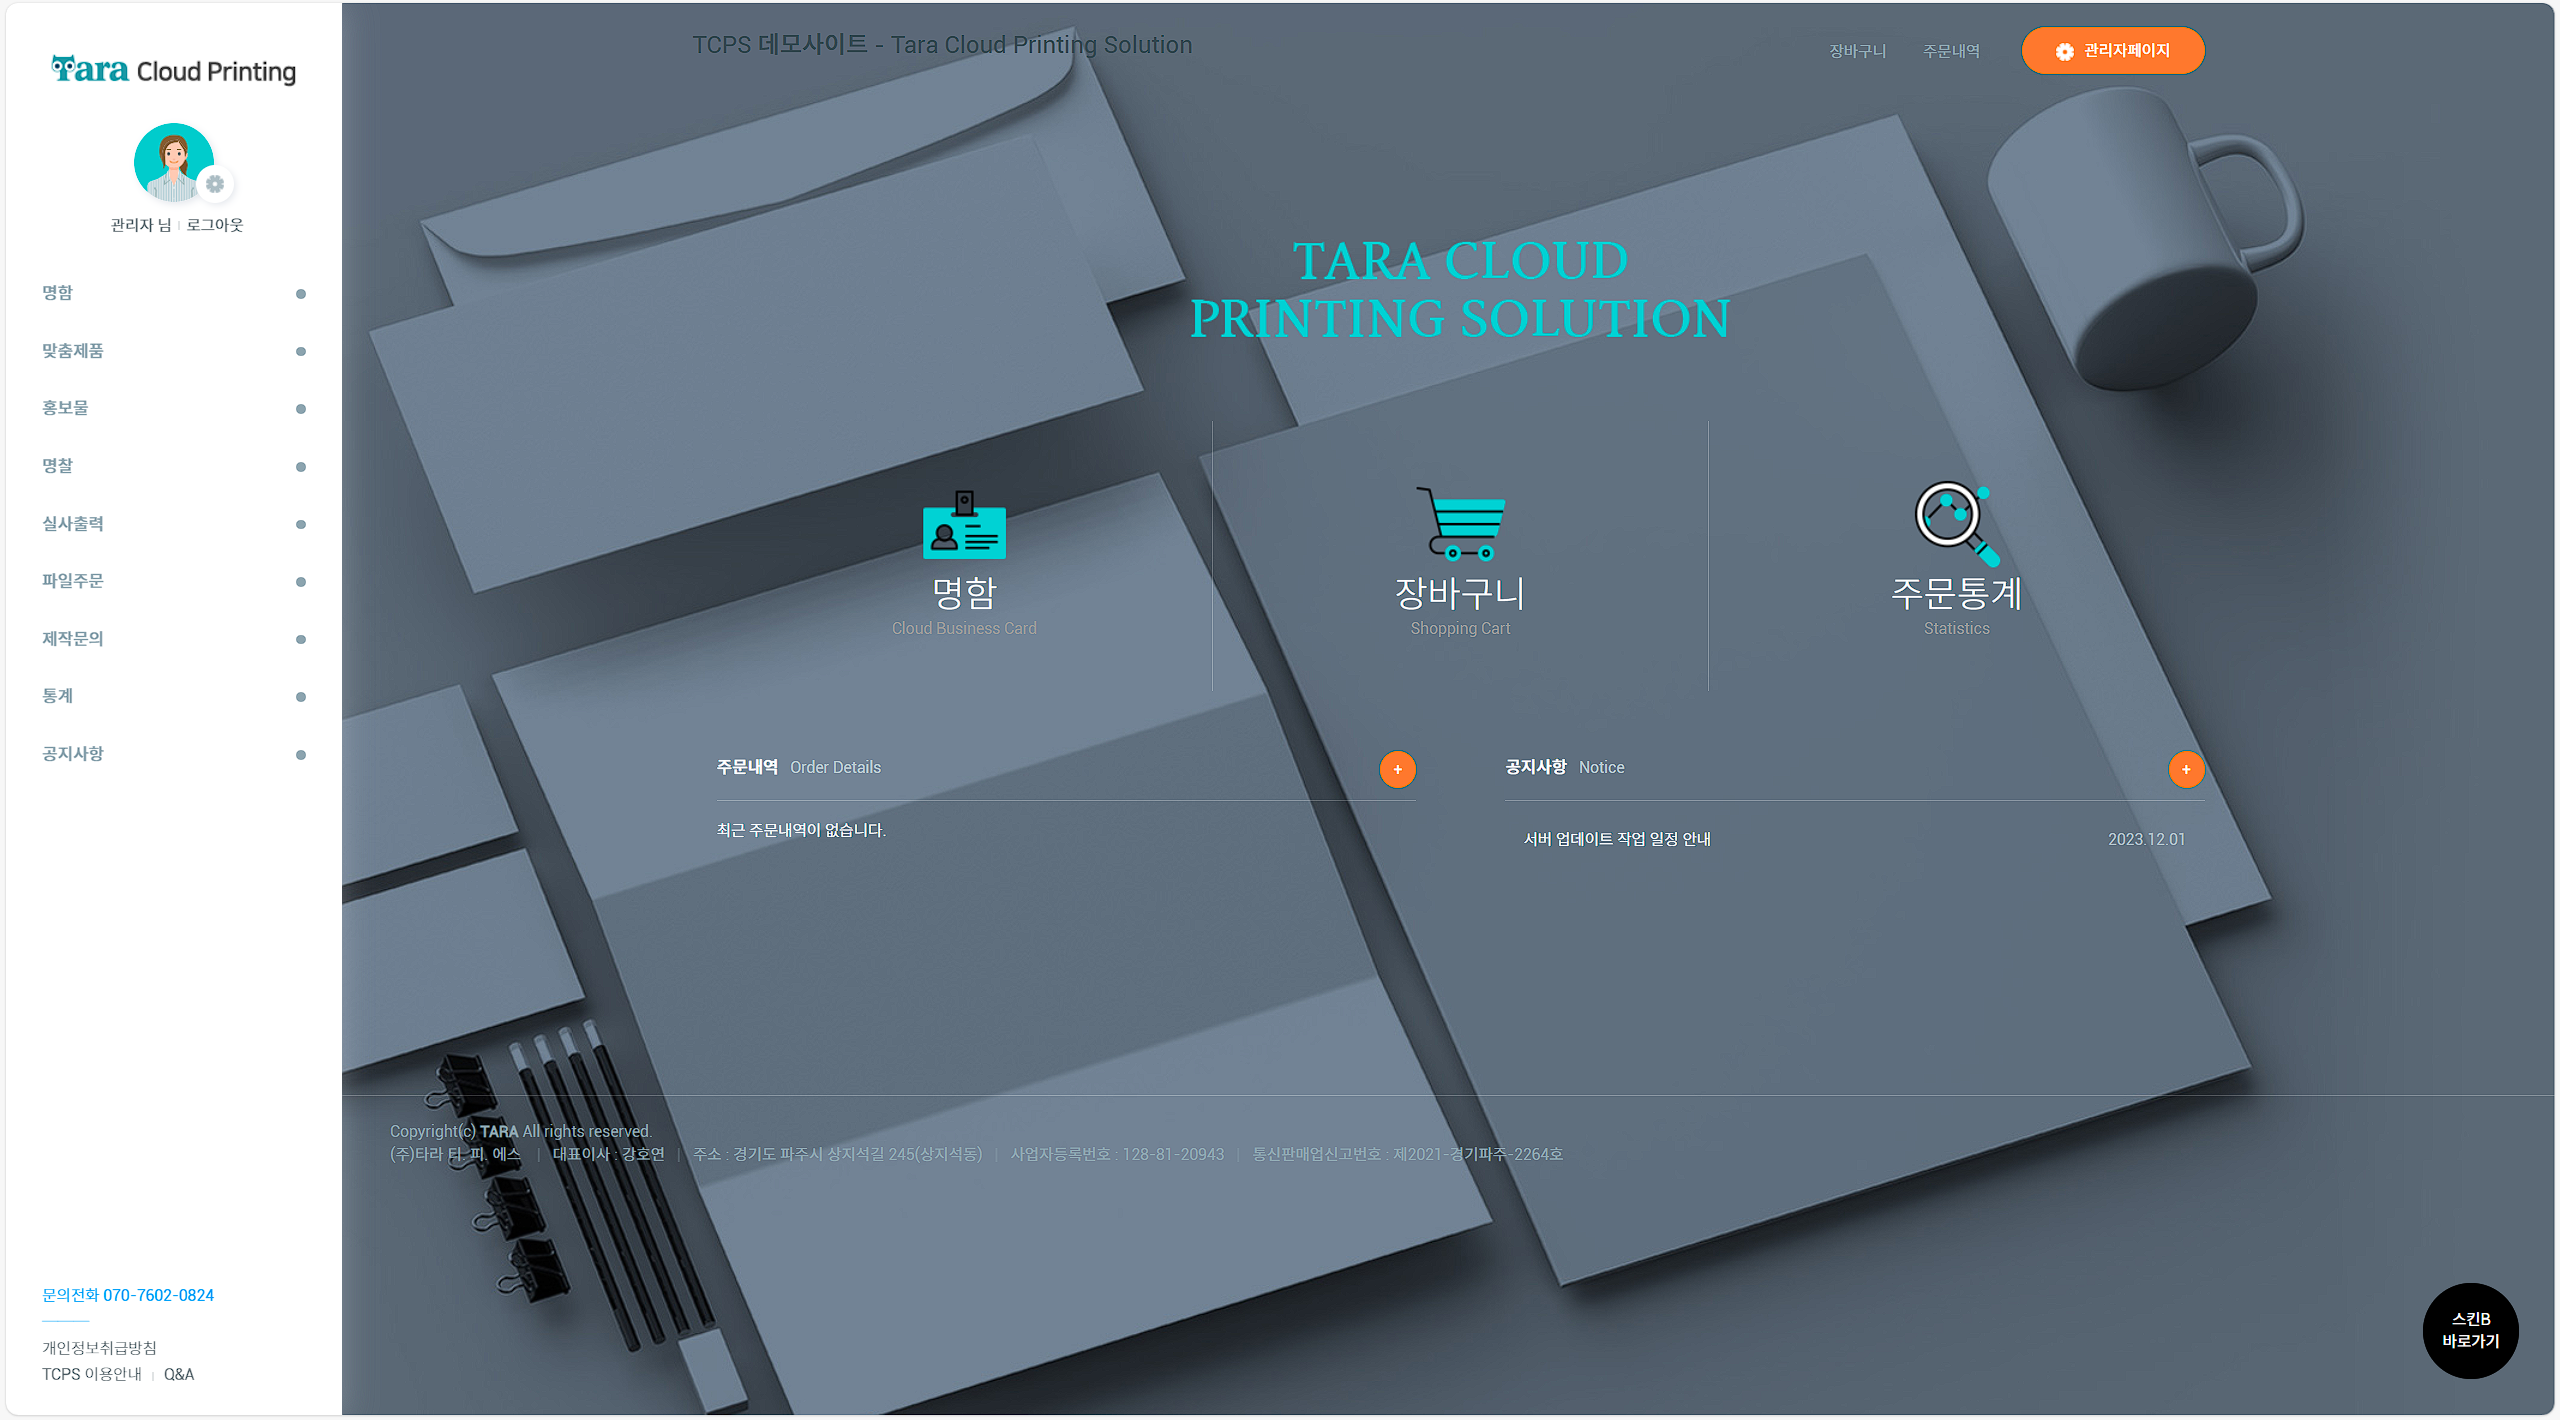 Tara Cloud Printing
관리자 님 | 로그아웃
명함
맞춤제품
홍보물
명찰
실사출력
파일주문
제작문의
통계
공지사항
문의전화 070-7602-0824
개인정보취급방침
TCPS 이용안내 | Q&A
TCPS 데모사이트 - Tara Cloud Printing Solution
장바구니 주문내역 관리자페이지
TARA CLOUD
PRINTING SOLUTION
명함
Cloud Business Card
장바구니
Shopping Cart
주문통계
Statistics
주문내역 Order Details +
최근 주문내역이 없습니다.
공지사항 Notice +
서버 업데이트 작업 일정 안내 2023.12.01
Copyright(c) TARA All rights reserved.
(주)타라 티. 피. 에스 | 대표이사 : 강호연 | 주소 : 경기도 파주시 상지석길 245(상지석동) | 사업자등록번호 : 128-81-20943 | 통신판매업신고번호 : 제2021-경기파주-2264호
스킨B
바로가기